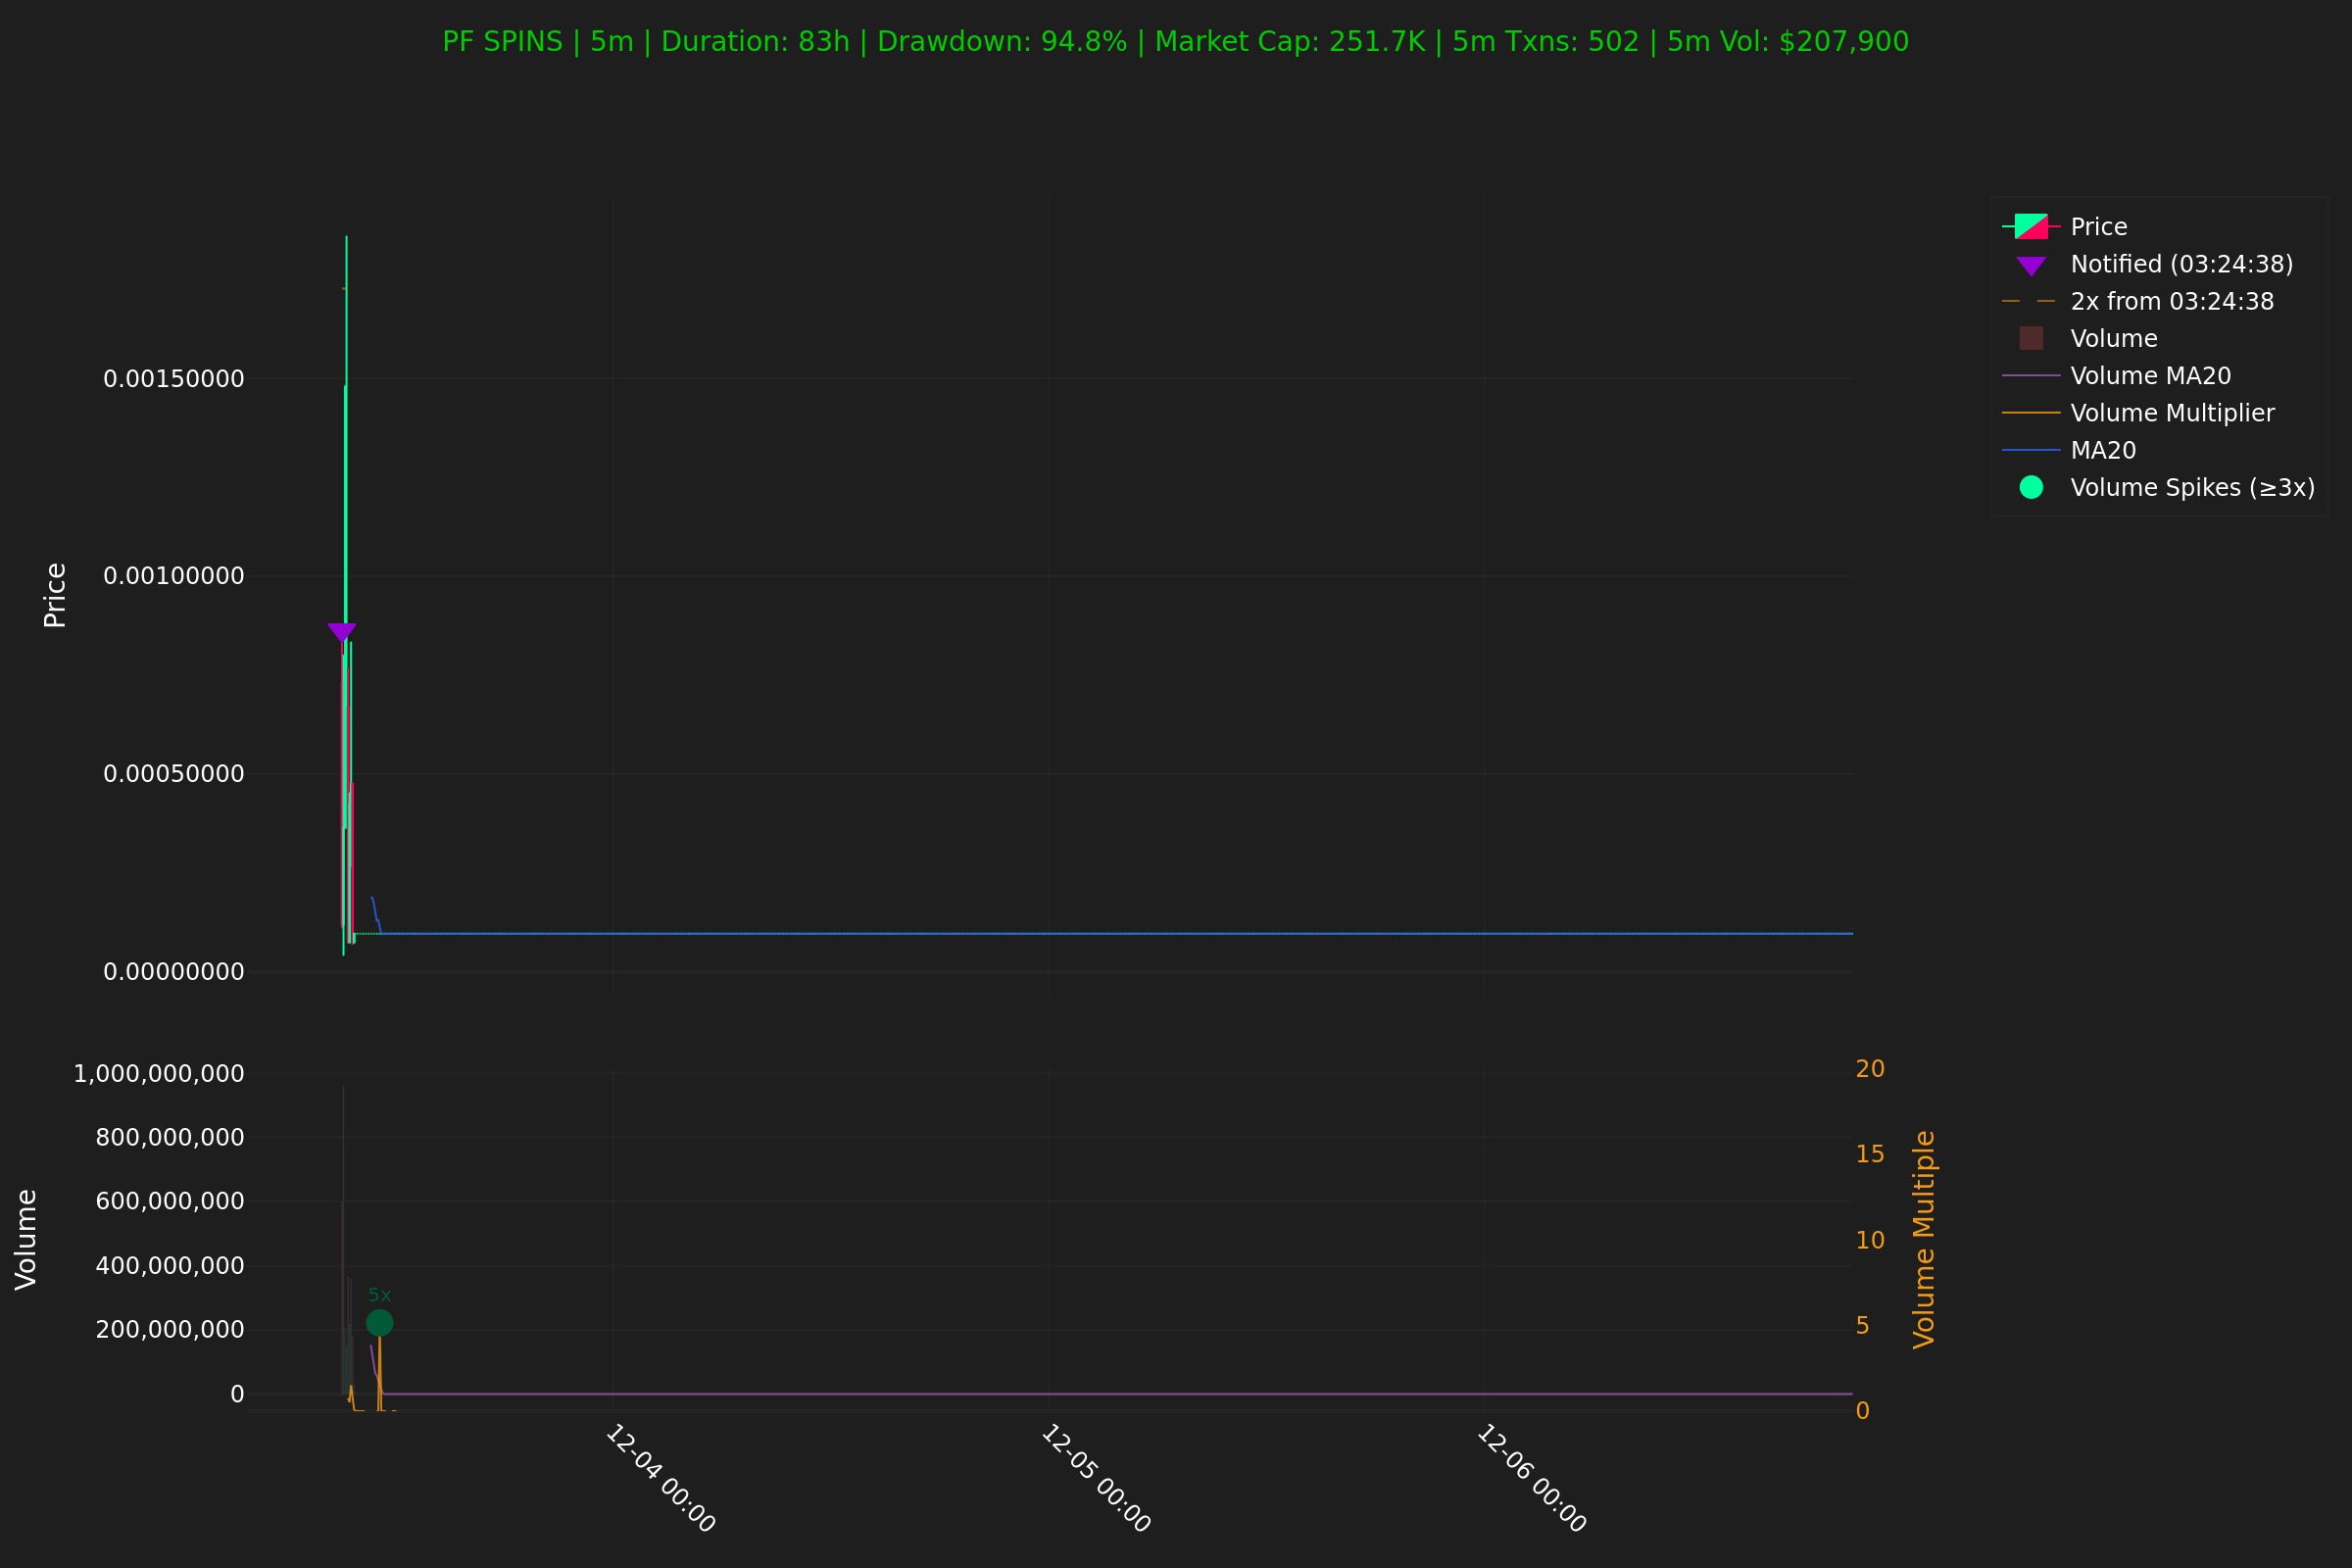 PF SPINS | 5m | Duration: 83h | Drawdown: 94.8% | Market Cap: 251.7K | 5m Txns: 502 | 5m Vol: $207,900
Price
0.00150000
0.00100000
0.00050000
0.00000000
Price
Notified (03:24:38)
2x from 03:24:38
Volume
Volume MA20
Volume Multiplier
MA20
Volume Spikes (≥3x)
Volume
1,000,000,000
800,000,000
600,000,000
400,000,000
200,000,000
0
5x
20
15
10
5
0
Volume Multiple
12-04 00:00
12-05 00:00
12-06 00:00